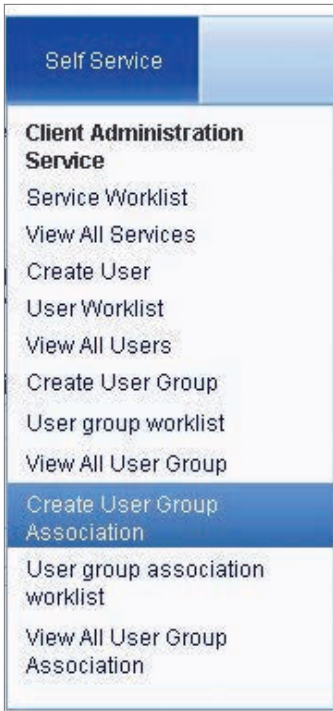 Self Service
Client Administration
Service
Service Worklist
View All Services
Create User
User Worklist
View All Users
Create User Group
User group worklist
View All User Group
Create User Group
Association
User group association
worklist
View All User Group
Association